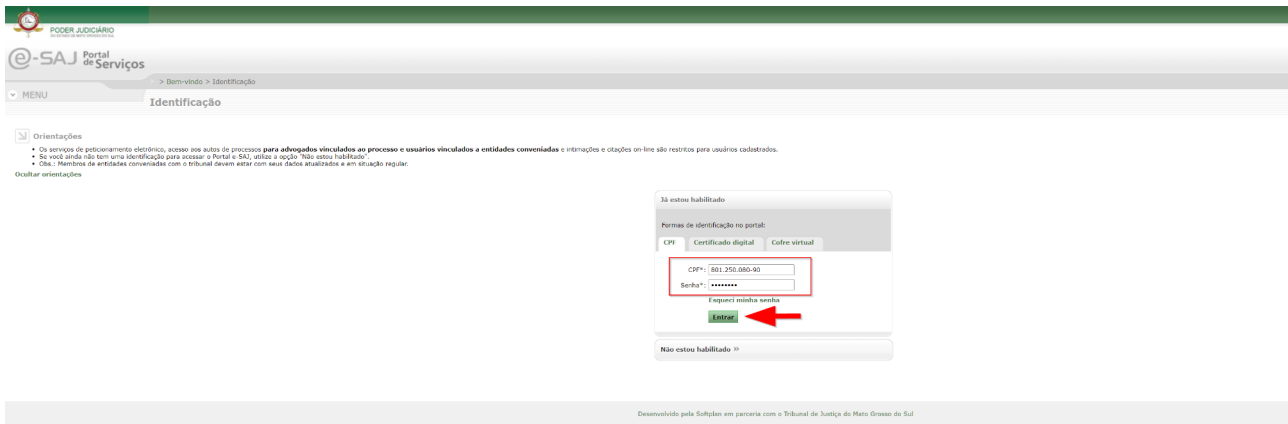 PODER JUDICIÁRIO
e-SAJ Portal de Serviços
> Bem-vindo > Identificação
MENU
Identificação
Orientações
• Os serviços de peticionamento eletrônico, acesso aos autos de processos para advogados vinculados ao processo e usuários vinculados a entidades conveniadas e intimações e citações on-line são restritos para usuários cadastrados.
• Se você ainda não tem uma identificação para acessar o Portal e-SAJ, utilize a opção "Não estou habilitado".
• Obs.: Membros de entidades conveniadas com o tribunal devem estar com seus dados atualizados e em situação regular.
Ocultar orientações
Já estou habilitado
Formas de identificação no portal:
CPF Certificado digital Cofre virtual
CPF*: 801.250.080-90
Senha*: ••••••••
Esqueci minha senha
Entrar
Não estou habilitado »
Desenvolvido pela Softplan em parceria com o Tribunal de Justiça do Mato Grosso do Sul